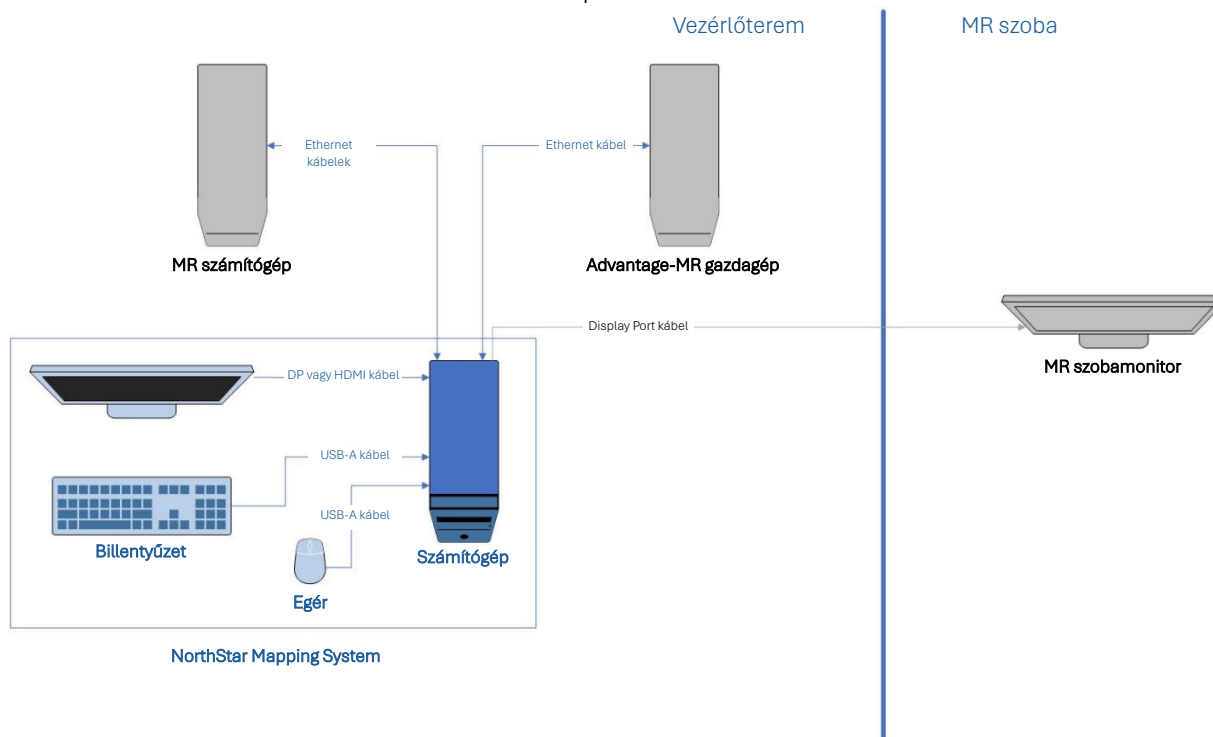 Vezérlőterem
MR szoba
Ethernet
kábelek
Ethernet kábel
MR számítógép
Advantage-MR gazdagép
Display Port kábel
MR szobamonitor
DP vagy HDMI kábel
USB-A kábel
USB-A kábel
Billentyűzet
Számítógép
Egér
NorthStar Mapping System